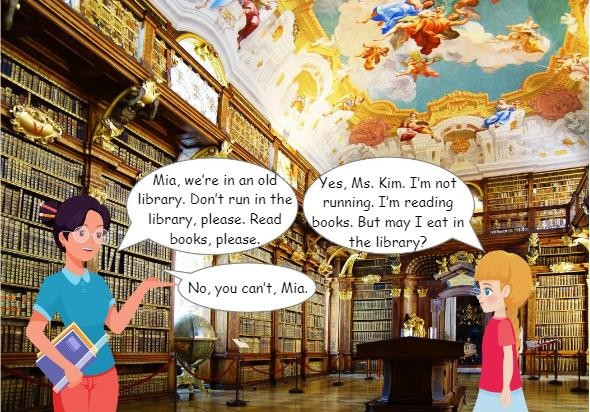 Mia, we're in an old
library. Don't run in the
library, please. Read
books, please.
Yes, Ms. Kim. I'm not
running. I'm reading
books. But may I eat in
the library?
No, you can't, Mia.